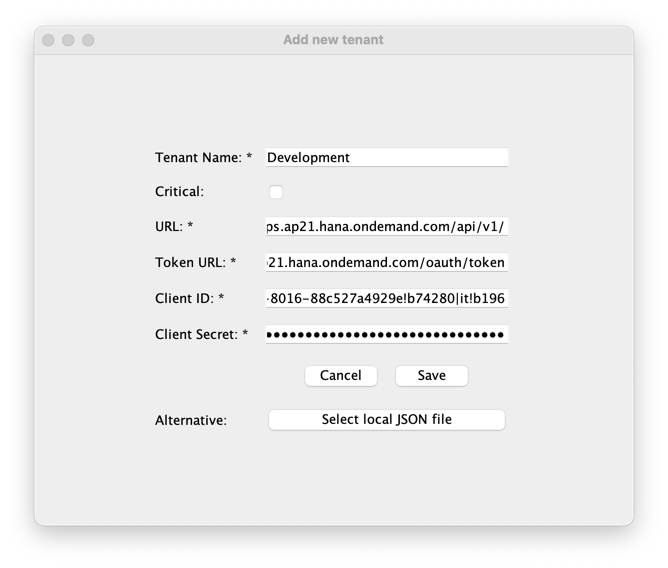 Add new tenant
Tenant Name: * Development
Critical:
URL: * ps.ap21.hana.ondemand.com/api/v1/
Token URL: * 21.hana.ondemand.com/oauth/token
Client ID: * -8016-88c527a4929e!b74280|it!b196
Client Secret: * ●●●●●●●●●●●●●●●●●●●●●●●●●●●●●●
Cancel Save
Alternative: Select local JSON file